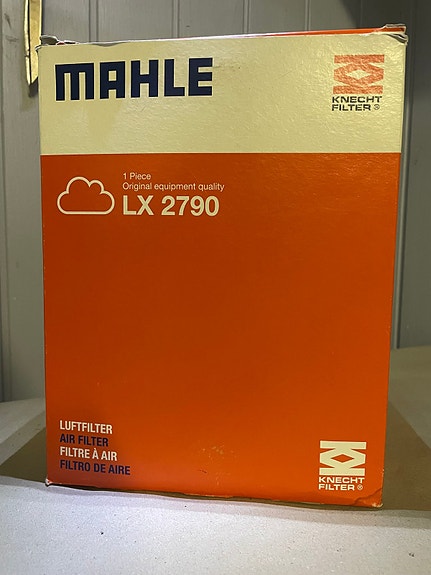 MAHLE
KNECHT
FILTER®
1 Piece
Original equipment quality
LX 2790
LUFTFILTER
AIR FILTER
FILTRE À AIR
FILTRO DE AIRE
KNECHT
FILTER®